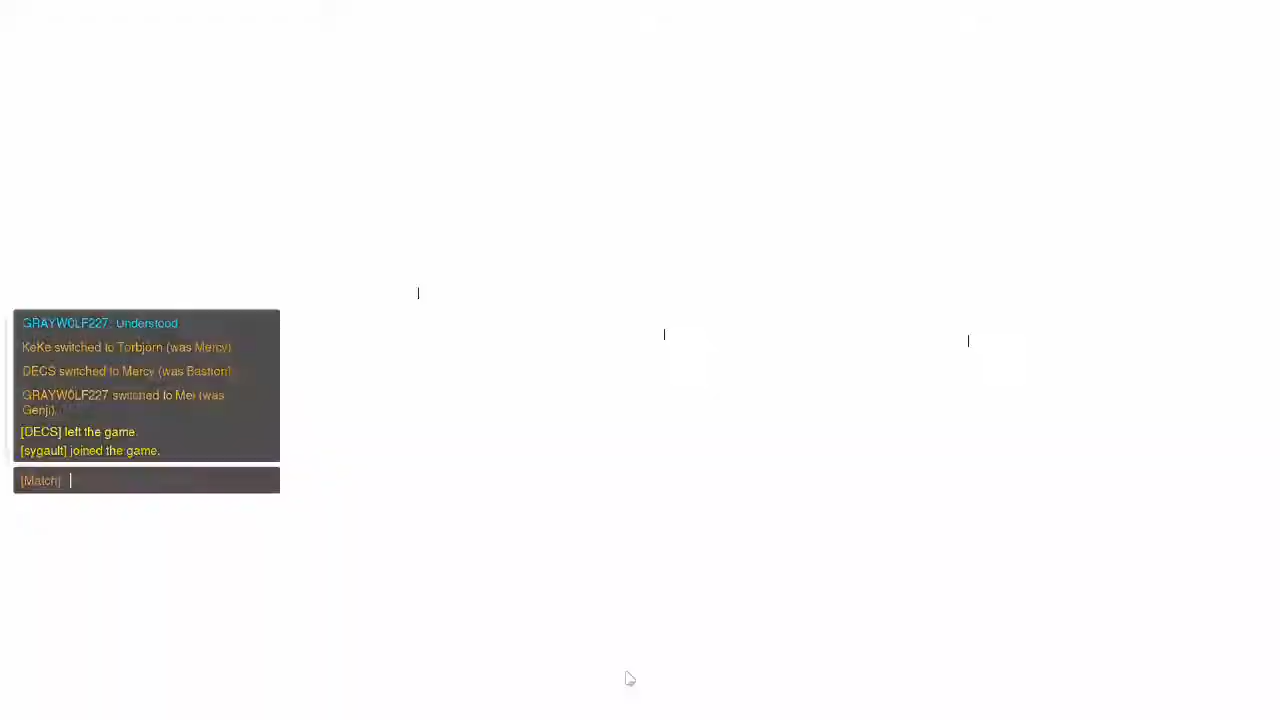 GRAYW0LF227: Understood
KeKe switched to Torbjorn (was Mercy)
DECS switched to Mercy (was Bastion)
GRAYW0LF227 switched to Mei (was
Genji).
[DECS] left the game.
[sygault] joined the game.
[Match]